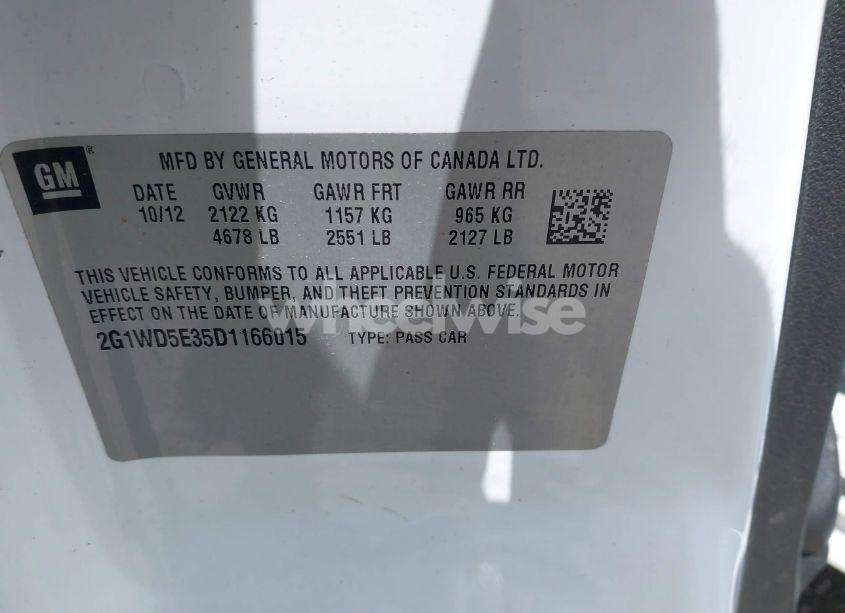 GM ®
MFD BY GENERAL MOTORS OF CANADA LTD.
DATE GVWR GAWR FRT GAWR RR
10/12 2122 KG 1157 KG 965 KG
4678 LB 2551 LB 2127 LB
THIS VEHICLE CONFORMS TO ALL APPLICABLE U.S. FEDERAL MOTOR
VEHICLE SAFETY, BUMPER, AND THEFT PREVENTION STANDARDS IN
EFFECT ON THE DATE OF MANUFACTURE SHOWN ABOVE.
wheelwise
2G1WD5E35D1166015 TYPE: PASS CAR